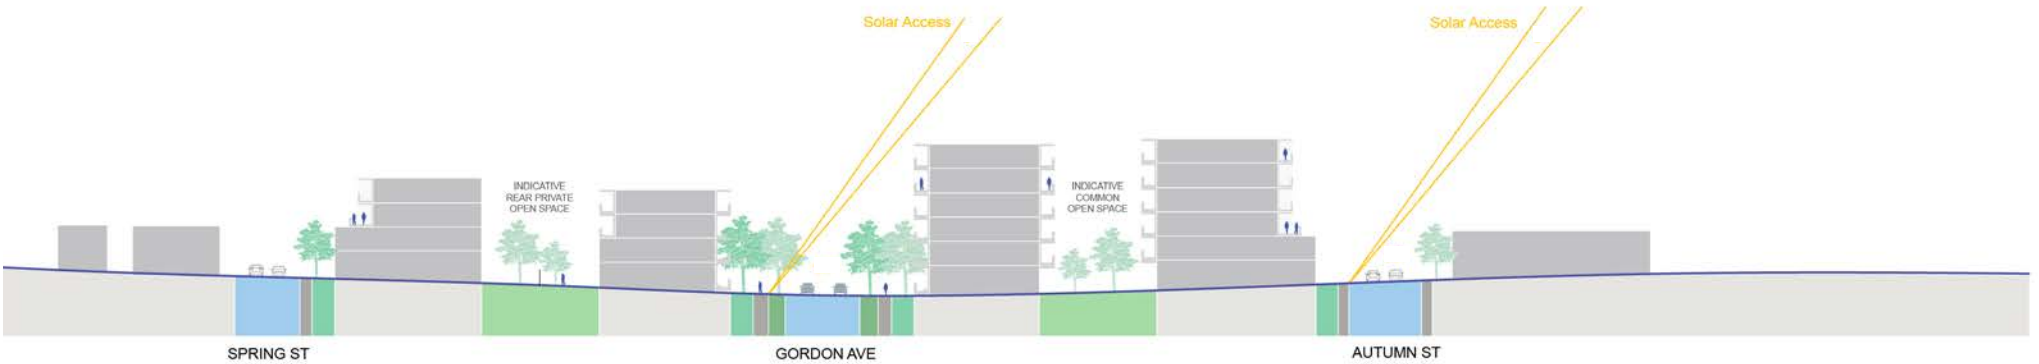 Solar Access
Solar Access
INDICATIVE
REAR PRIVATE
OPEN SPACE
INDICATIVE
COMMON
OPEN SPACE
SPRING ST
GORDON AVE
AUTUMN ST